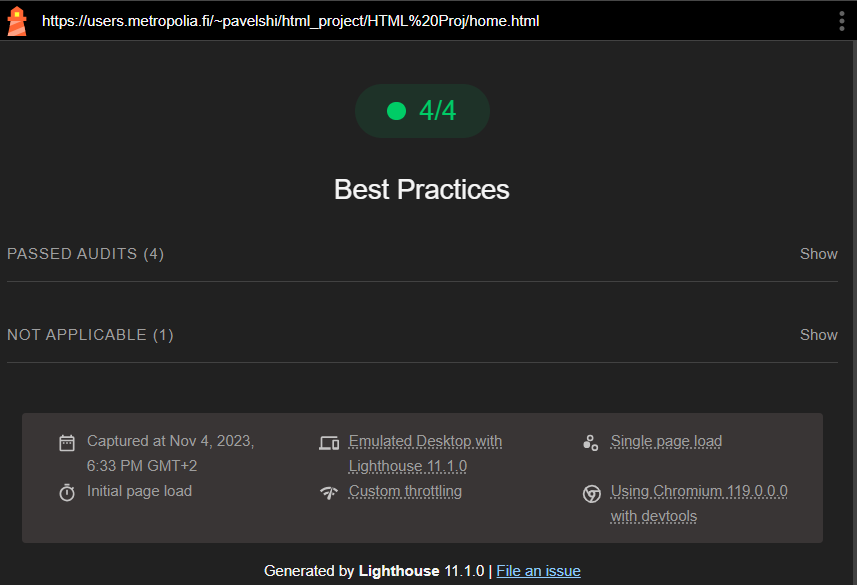 https://users.metropolia.fi/~pavelshi/html_project/HTML%20Proj/home.html
4/4
Best Practices
PASSED AUDITS (4) Show
NOT APPLICABLE (1) Show
Captured at Nov 4, 2023,
6:33 PM GMT+2
Emulated Desktop with
Lighthouse 11.1.0
Single page load
Initial page load
Custom throttling
Using Chromium 119.0.0.0
with devtools
Generated by Lighthouse 11.1.0 | File an issue